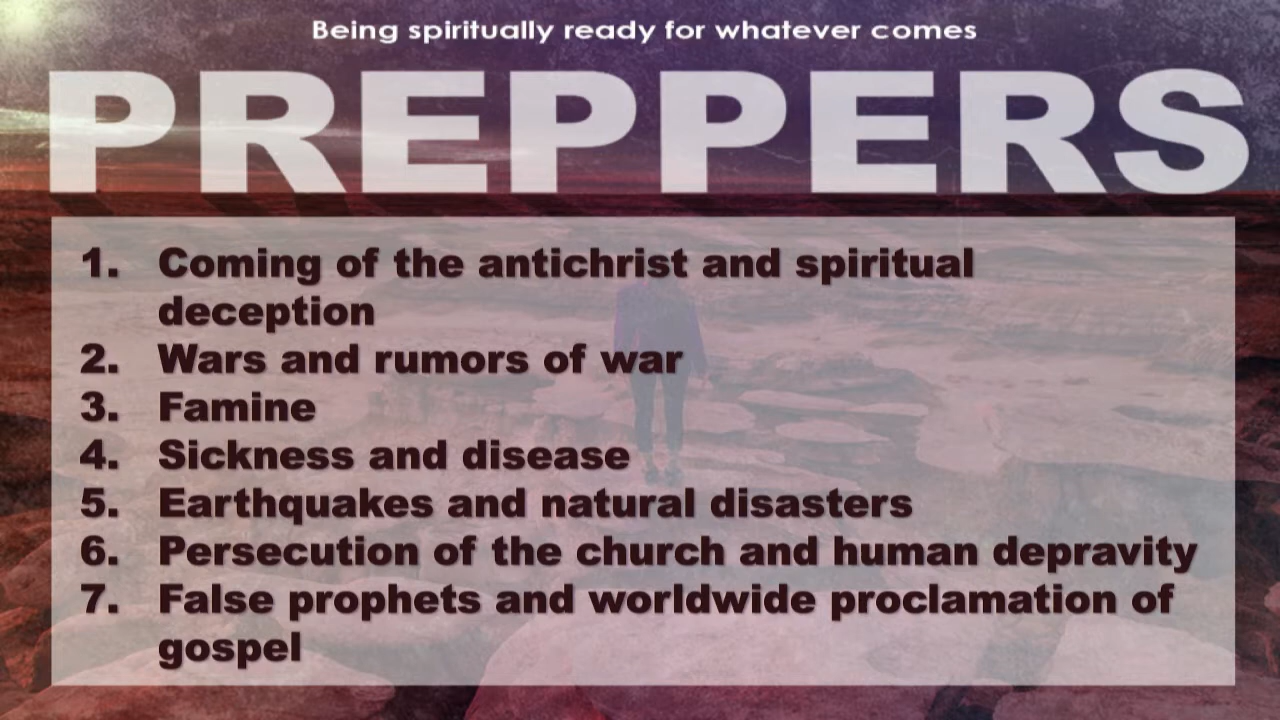 Being spiritually ready for whatever comes
PREPPERS
1. Coming of the antichrist and spiritual
deception
2. Wars and rumors of war
3. Famine
4. Sickness and disease
5. Earthquakes and natural disasters
6. Persecution of the church and human depravity
7. False prophets and worldwide proclamation of
gospel